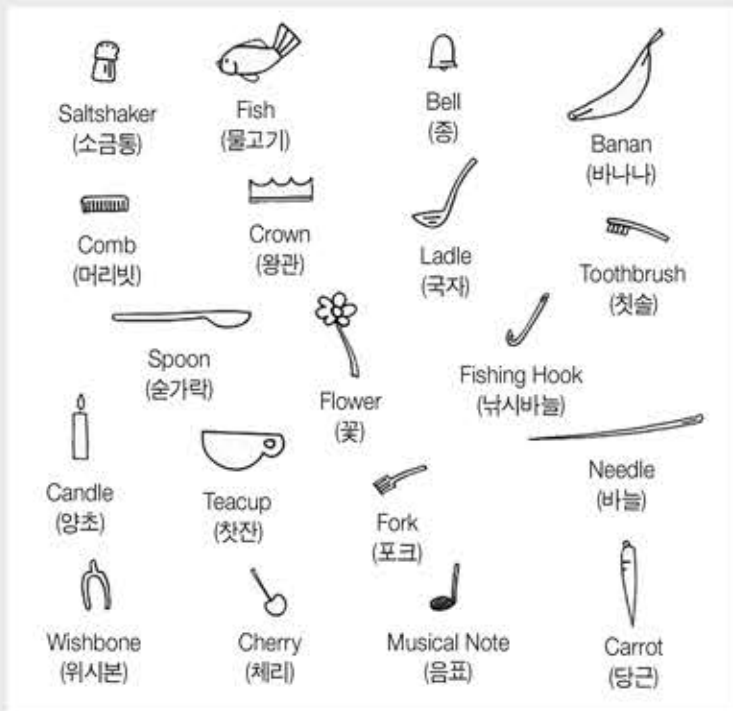 Saltshaker
(소금통)
Fish
(물고기)
Bell
(종)
Banan
(바나나)
Comb
(머리빗)
Crown
(왕관)
Ladle
(국자)
Toothbrush
(칫솔)
Spoon
(숟가락)
Flower
(꽃)
Fishing Hook
(낚시바늘)
Candle
(양초)
Teacup
(찻잔)
Fork
(포크)
Needle
(바늘)
Wishbone
(위시본)
Cherry
(체리)
Musical Note
(음표)
Carrot
(당근)